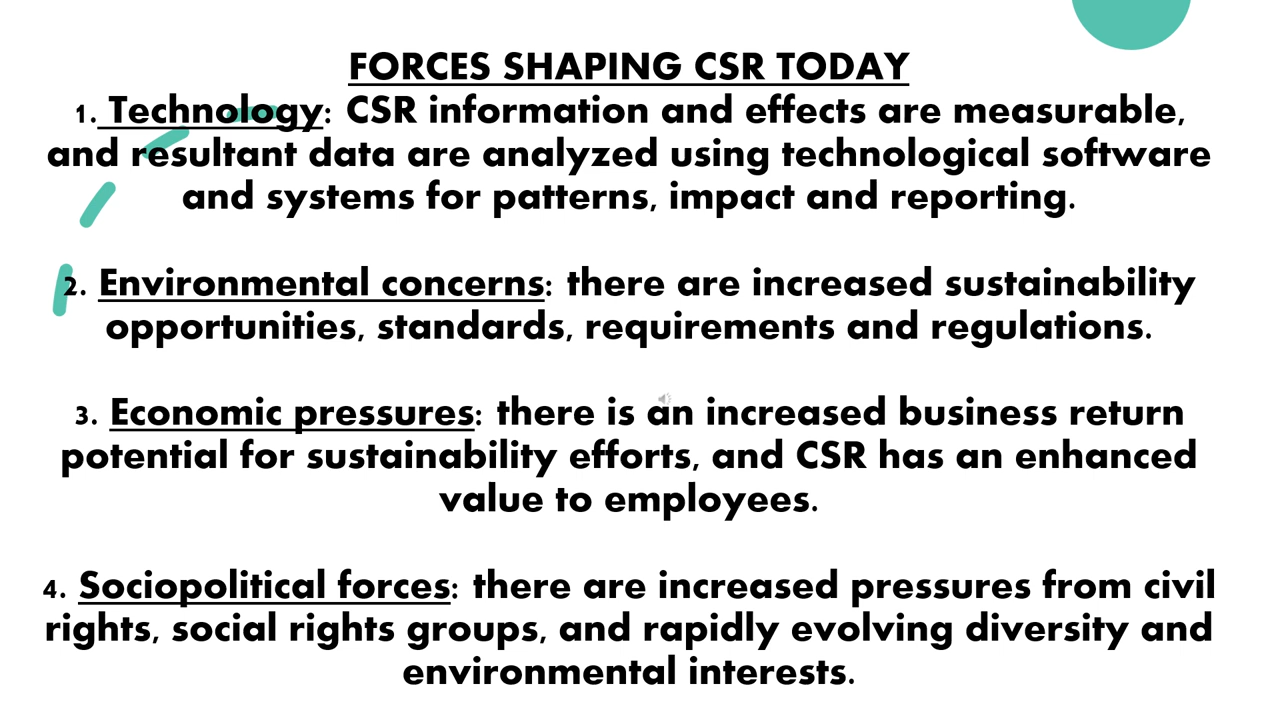 FORCES SHAPING CSR TODAY
1. Technology: CSR information and effects are measurable,
and resultant data are analyzed using technological software
and systems for patterns, impact and reporting.
2. Environmental concerns: there are increased sustainability
opportunities, standards, requirements and regulations.
3. Economic pressures: there is an increased business return
potential for sustainability efforts, and CSR has an enhanced
value to employees.
4. Sociopolitical forces: there are increased pressures from civil
rights, social rights groups, and rapidly evolving diversity and
environmental interests.